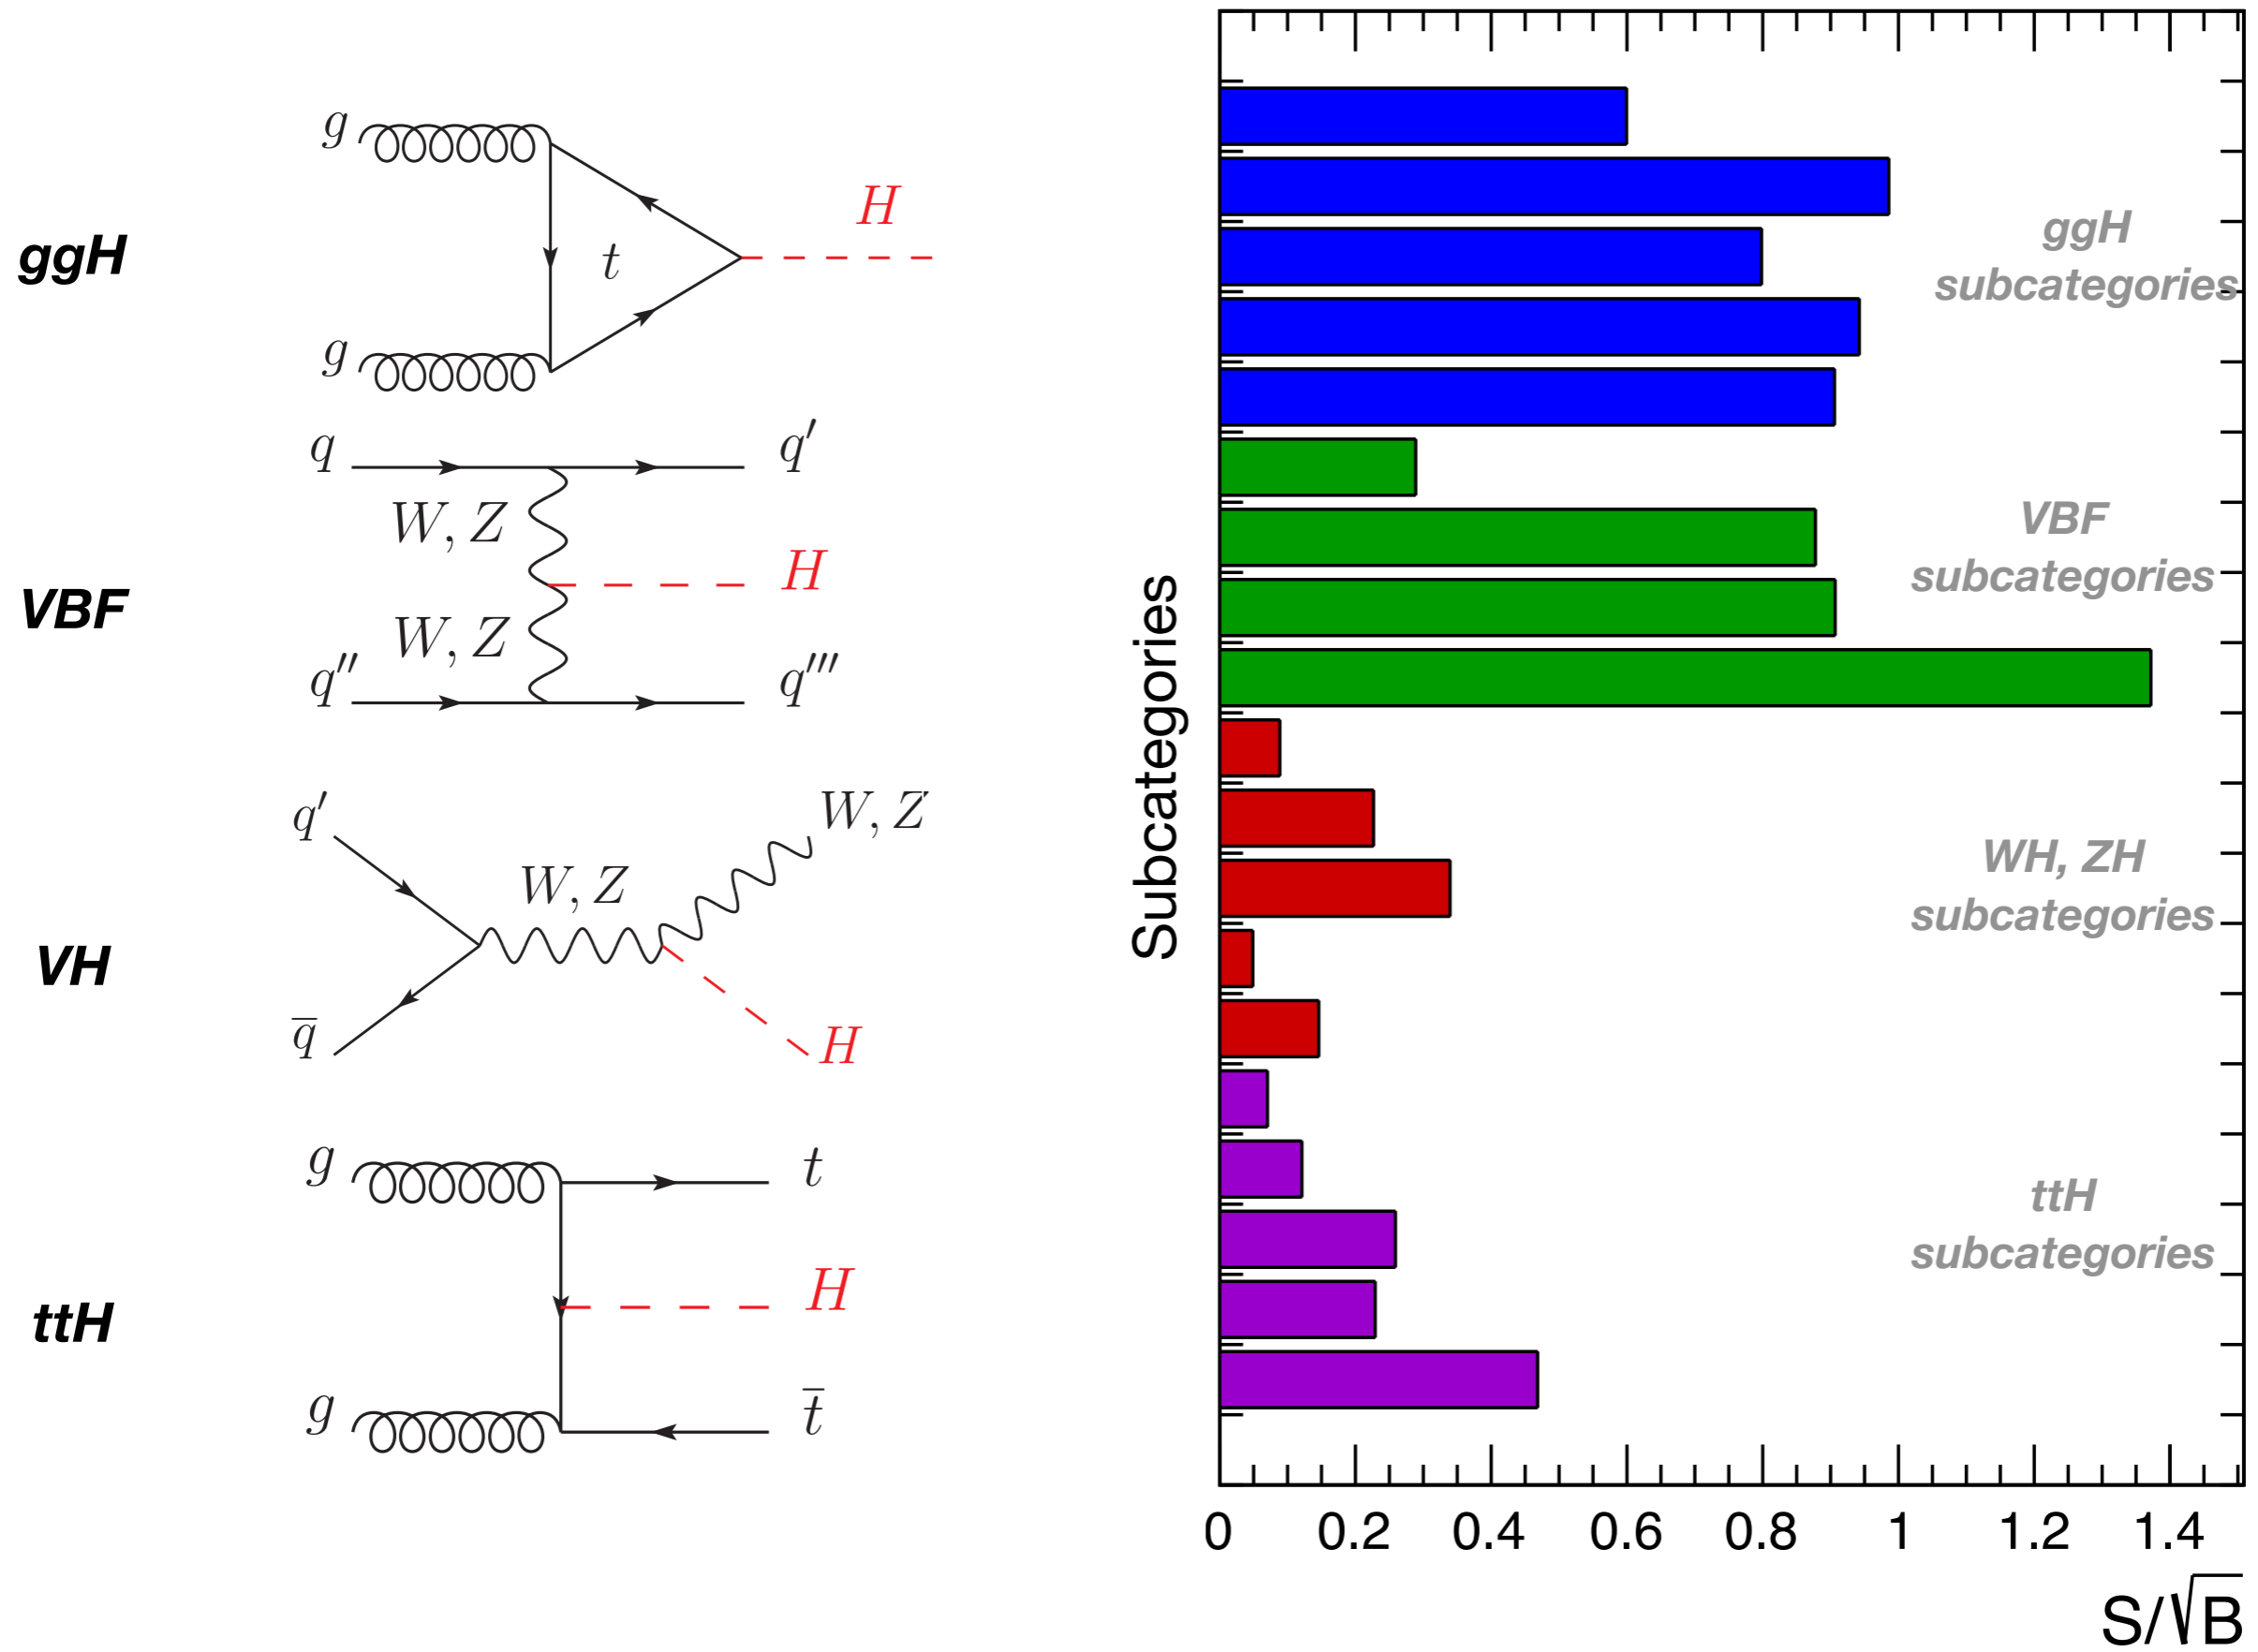 ggH
g
g
t
H
VBF
q
q′
W, Z
H
W, Z
q″
q‴
VH
q′
W, Z
W, Z
q̅
H
ttH
g
t
H
g
t̅
Subcategories
ggH
subcategories
VBF
subcategories
WH, ZH
subcategories
ttH
subcategories
0 0.2 0.4 0.6 0.8 1 1.2 1.4
S/√B